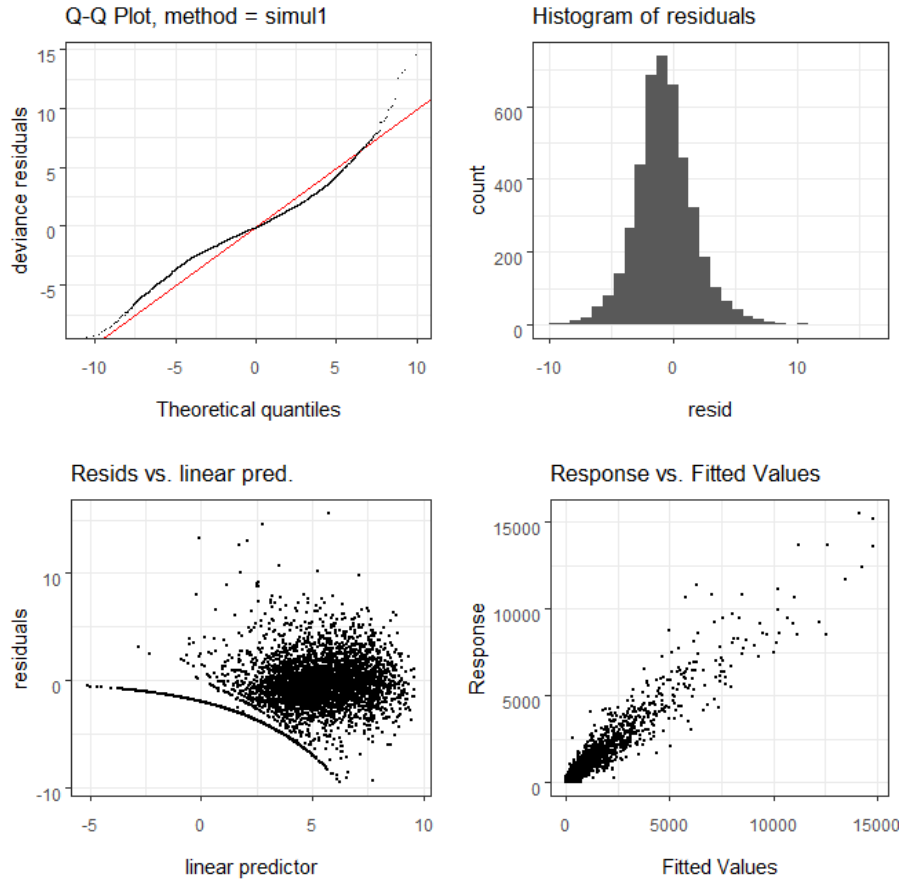 Q-Q Plot, method = simul1
15
10
5
0
-5
deviance residuals
-10 -5 0 5 10
Theoretical quantiles
Histogram of residuals
600
400
200
0
count
-10 0 10
resid
Resids vs. linear pred.
10
0
-10
residuals
-5 0 5 10
linear predictor
Response vs. Fitted Values
15000
10000
5000
0
Response
0 5000 10000 15000
Fitted Values